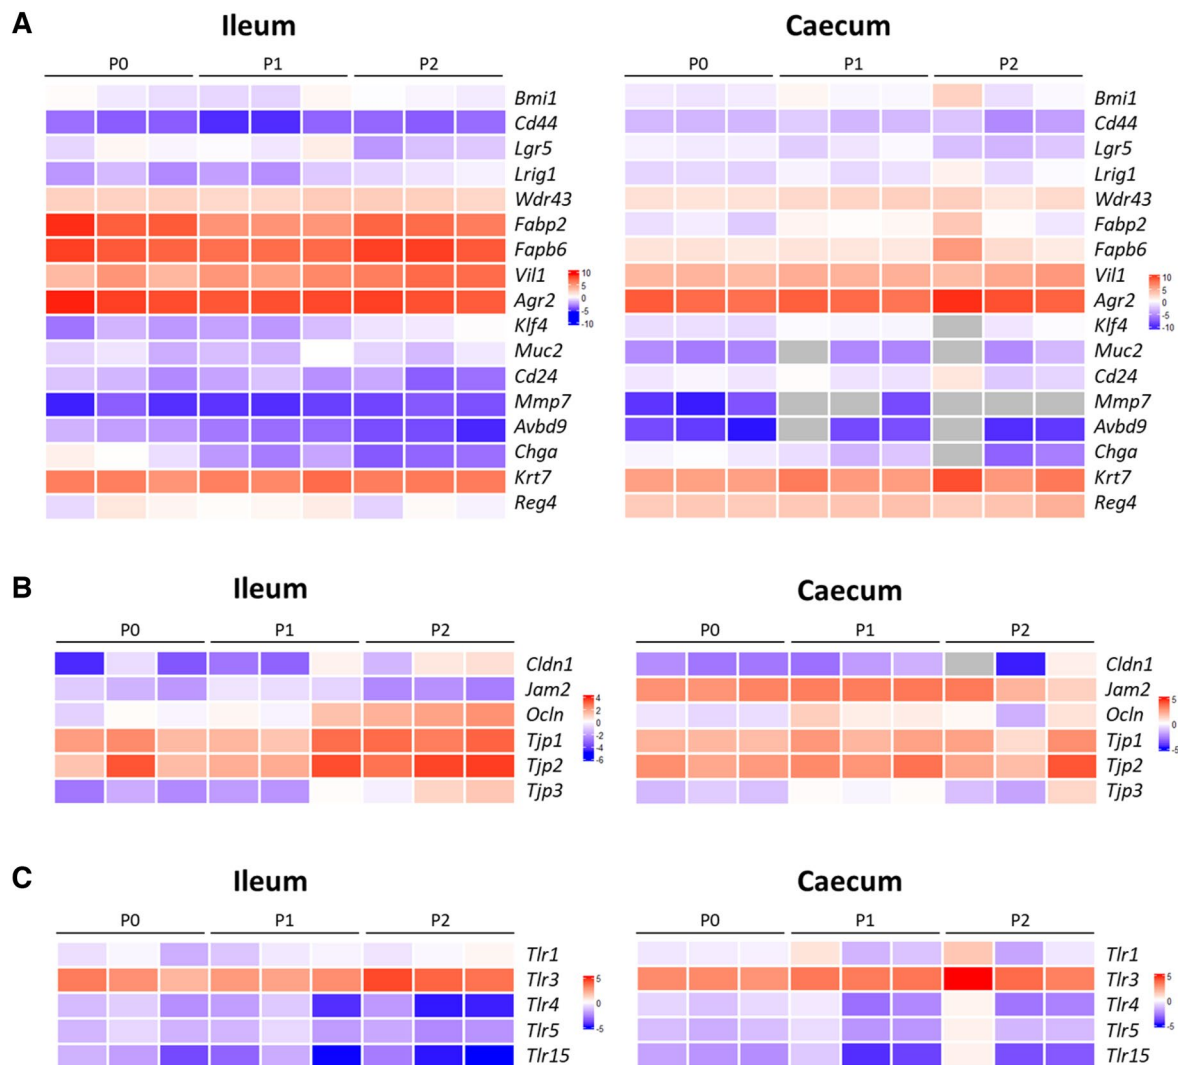 A
Ileum
Caecum
P0 P1 P2
P0 P1 P2
Bmi1
Cd44
Lgr5
Lrig1
Wdr43
Fabp2
Fapb6
Vil1
Agr2
Klf4
Muc2
Cd24
Mmp7
Avbd9
Chga
Krt7
Reg4
10
5
0
-5
-10
Bmi1
Cd44
Lgr5
Lrig1
Wdr43
Fabp2
Fapb6
Vil1
Agr2
Klf4
Muc2
Cd24
Mmp7
Avbd9
Chga
Krt7
Reg4
10
5
0
-5
-10
B
Ileum
Caecum
P0 P1 P2
P0 P1 P2
Cldn1
Jam2
Ocln
Tjp1
Tjp2
Tjp3
4
2
0
-2
-4
-6
Cldn1
Jam2
Ocln
Tjp1
Tjp2
Tjp3
5
0
-5
C
Ileum
Caecum
P0 P1 P2
P0 P1 P2
Tlr1
Tlr3
Tlr4
Tlr5
Tlr15
5
0
-5
Tlr1
Tlr3
Tlr4
Tlr5
Tlr15
5
0
-5